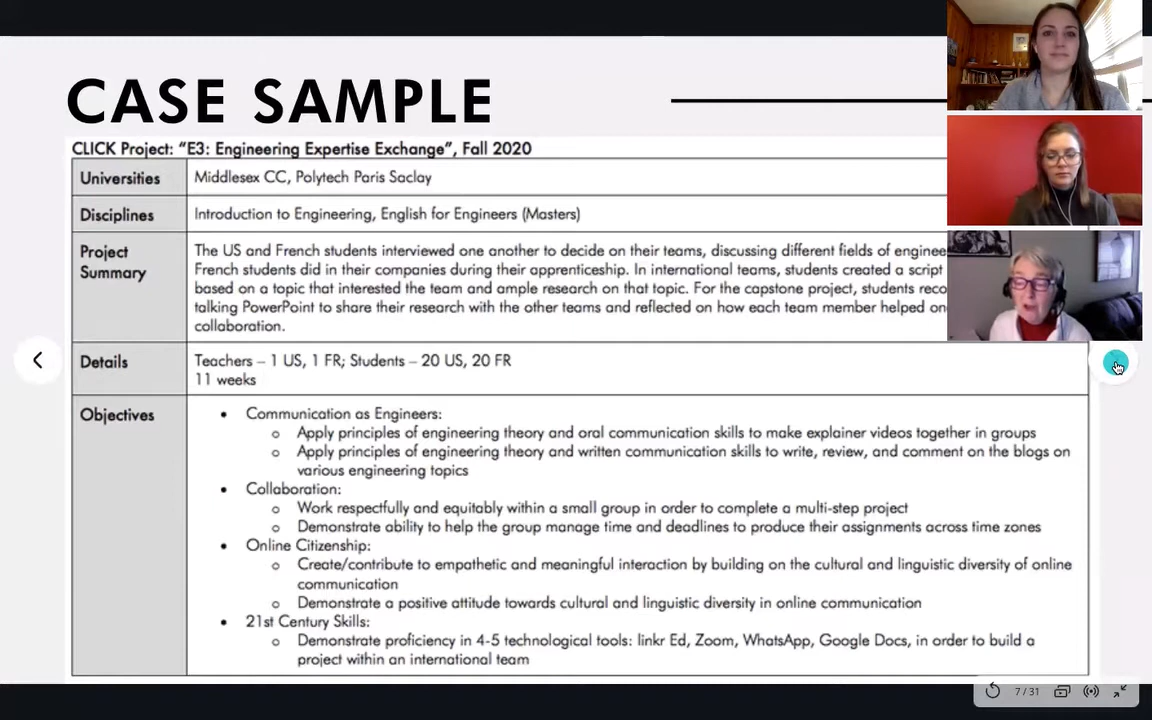 CASE SAMPLE
CLICK Project: "E3: Engineering Expertise Exchange", Fall 2020
Universities
Middlesex CC, Polytech Paris Saclay
Disciplines
Introduction to Engineering, English for Engineers (Masters)
Project
Summary
The US and French students interviewed one another to decide on their teams, discussing different fields of enginee
French students did in their companies during their apprenticeship. In international teams, students created a script
based on a topic that interested the team and ample research on that topic. For the capstone project, students reco
talking PowerPoint to share their research with the other teams and reflected on how each team member helped on
collaboration.
Details
Teachers – 1 US, 1 FR; Students – 20 US, 20 FR
11 weeks
Objectives
• Communication as Engineers:
o Apply principles of engineering theory and oral communication skills to make explainer videos together in groups
o Apply principles of engineering theory and written communication skills to write, review, and comment on the blogs on
various engineering topics
• Collaboration:
o Work respectfully and equitably within a small group in order to complete a multi-step project
o Demonstrate ability to help the group manage time and deadlines to produce their assignments across time zones
• Online Citizenship:
o Create/contribute to empathetic and meaningful interaction by building on the cultural and linguistic diversity of online
communication
o Demonstrate a positive attitude towards cultural and linguistic diversity in online communication
• 21st Century Skills:
o Demonstrate proficiency in 4-5 technological tools: linkr Ed, Zoom, WhatsApp, Google Docs, in order to build a
project within an international team
7 / 31